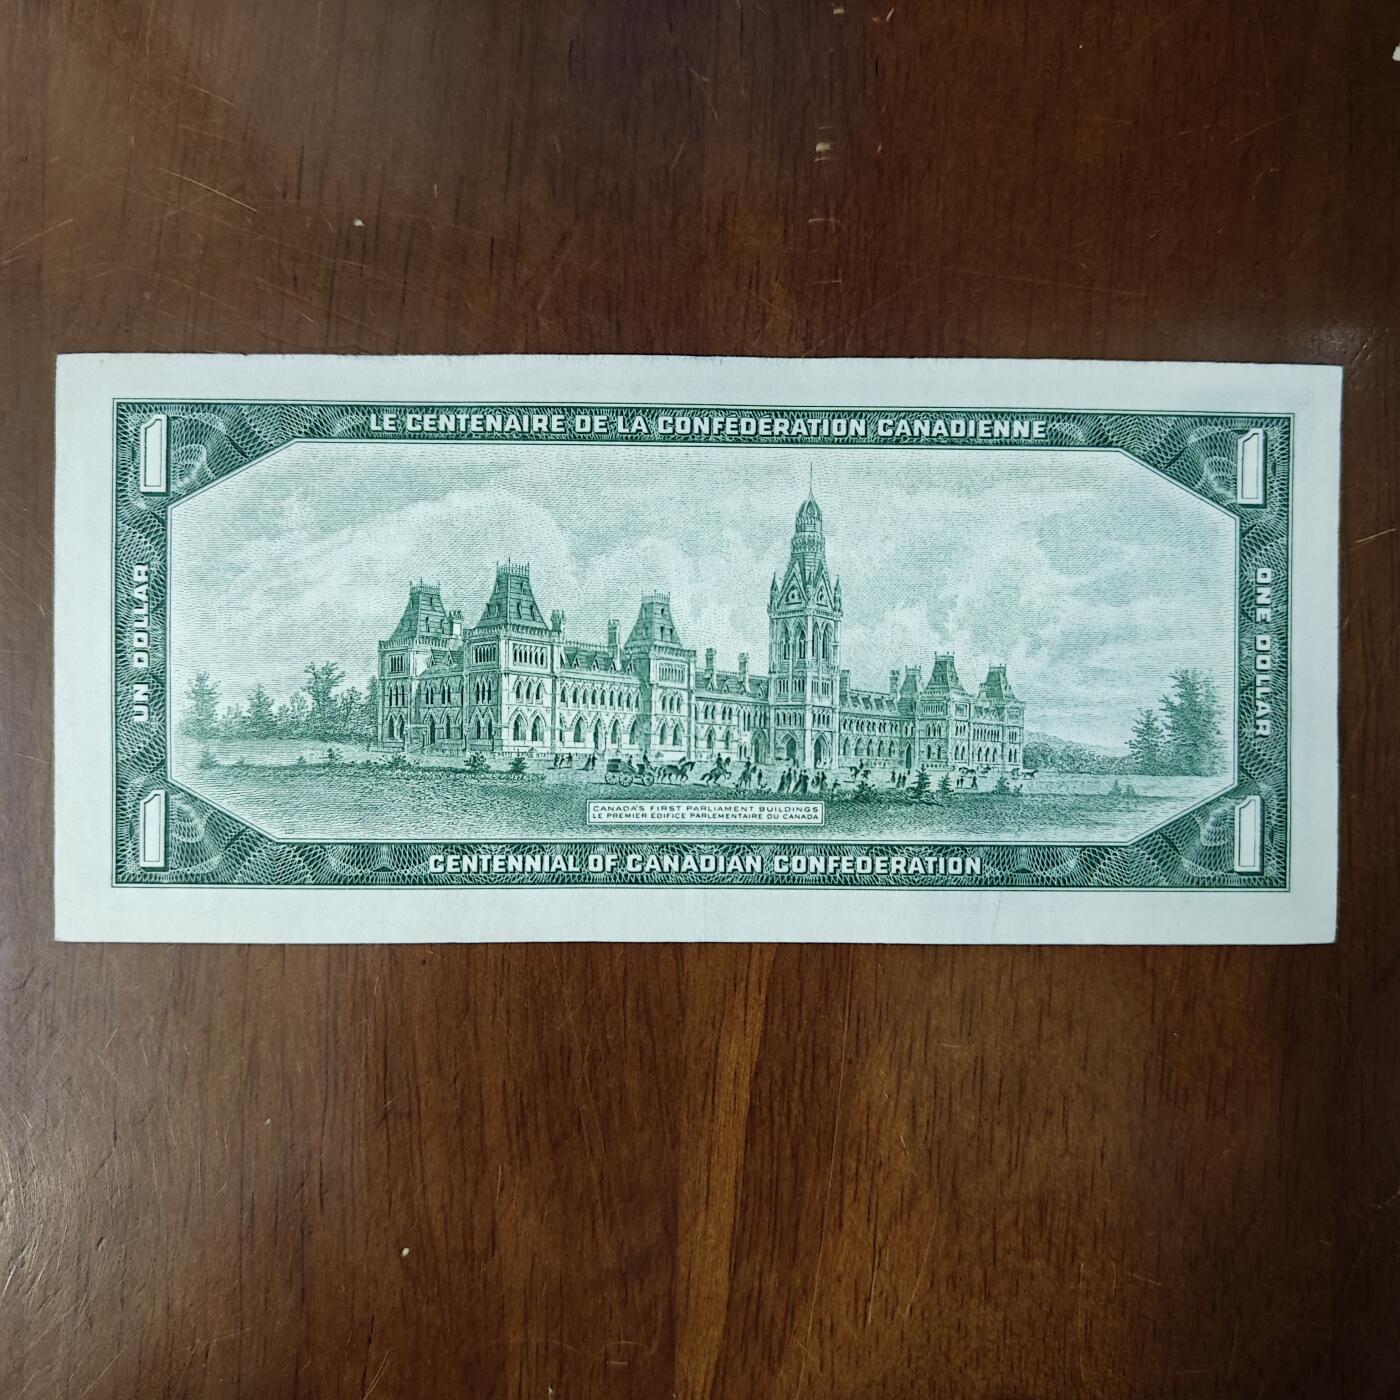 LE CENTENAIRE DE LA CONFÉDÉRATION CANADIENNE
1
1
UN DOLLAR
ONE DOLLAR
CANADA'S FIRST PARLIAMENT BUILDINGS
LE PREMIER ÉDIFICE PARLEMENTAIRE DU CANADA
1
1
CENTENNIAL OF CANADIAN CONFEDERATION